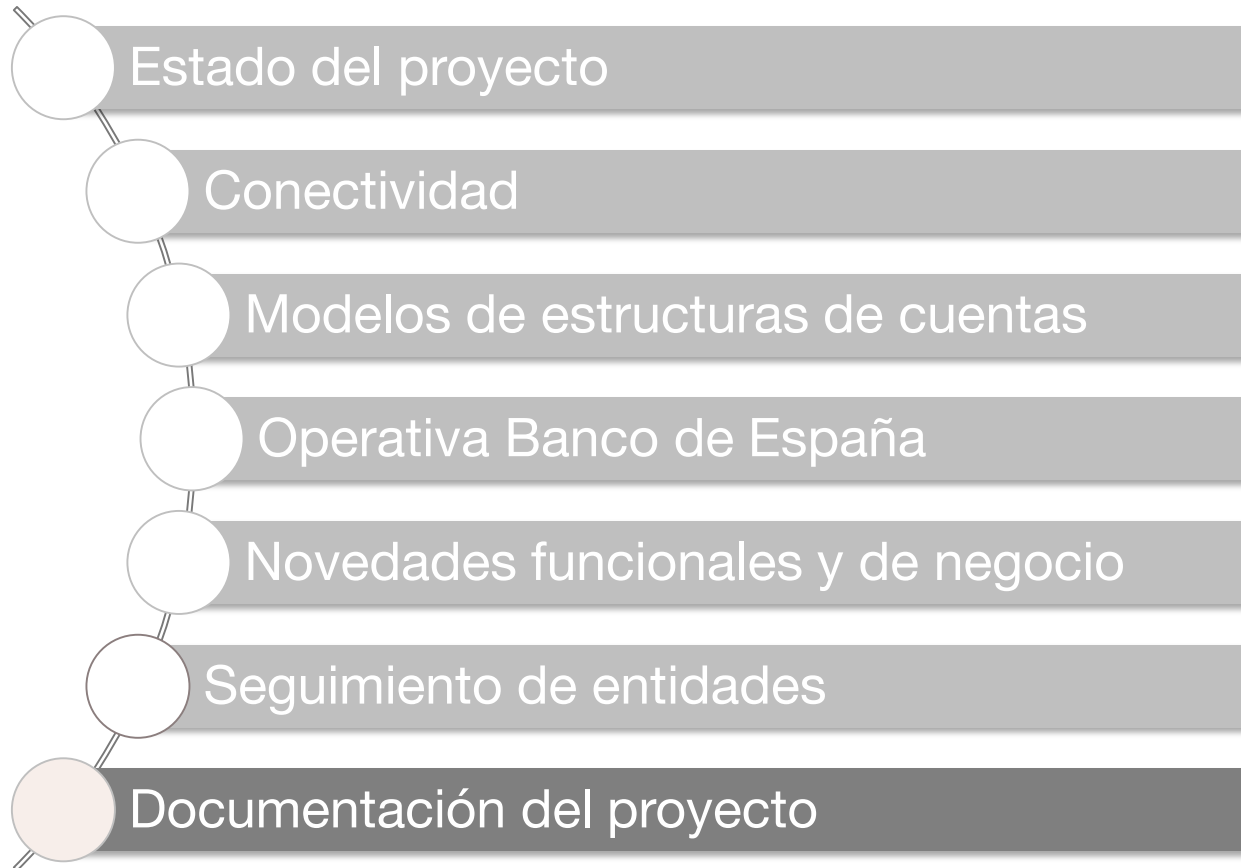 Estado del proyecto
Conectividad
Modelos de estructuras de cuentas
Operativa Banco de España
Novedades funcionales y de negocio
Seguimiento de entidades
Documentación del proyecto